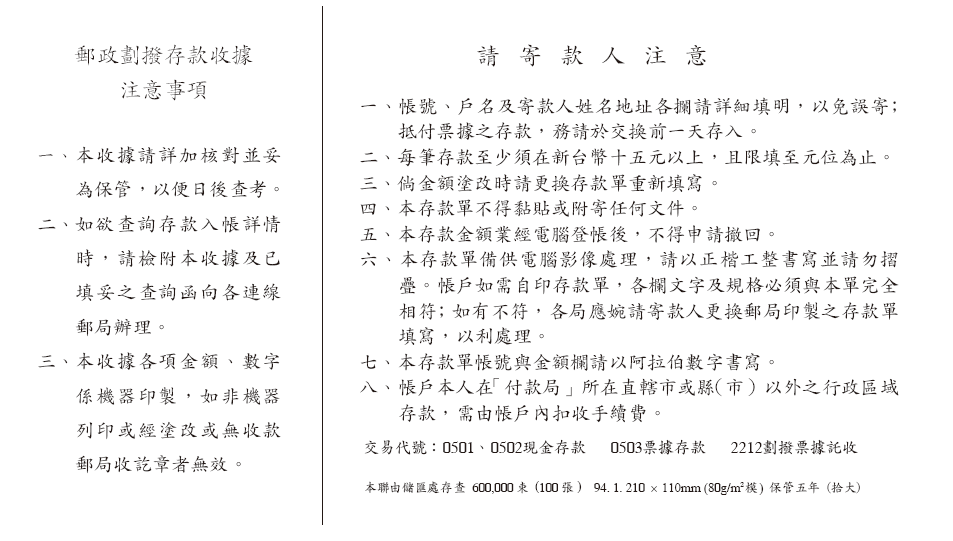 郵政劃撥存款收據
注意事項
一、本收據請詳加核對並妥
為保管，以便日後查考。
二、如欲查詢存款入帳詳情
時，請檢附本收據及已
填妥之查詢函向各連線
郵局辦理。
三、本收據各項金額、數字
係機器印製，如非機器
列印或經塗改或無收款
郵局收訖章者無效。
請寄款人注意
一、帳號、戶名及寄款人姓名地址各欄請詳細填明，以免誤寄；
抵付票據之存款，務請於交換前一天存入。
二、每筆存款至少須在新台幣十五元以上，且限填至元位為止。
三、倘金額塗改時請更換存款單重新填寫。
四、本存款單不得黏貼或附寄任何文件。
五、本存款金額業經電腦登帳後，不得申請撤回。
六、本存款單備供電腦影像處理，請以正楷工整書寫並請勿摺
疊。帳戶如需自印存款單，各欄文字及規格必須與本單完全
相符；如有不符，各局應婉請寄款人更換郵局印製之存款單
填寫，以利處理。
七、本存款單帳號與金額欄請以阿拉伯數字書寫。
八、帳戶本人在「付款局」所在直轄市或縣(市)以外之行政區域
存款，需由帳戶內扣收手續費。
交易代號：0501、0502現金存款 0503票據存款 2212劃撥票據託收
本聯由儲匯處存查 600,000 束 (100 張) 94. 1. 210 × 110mm (80g/m²模) 保管五年（拾大）